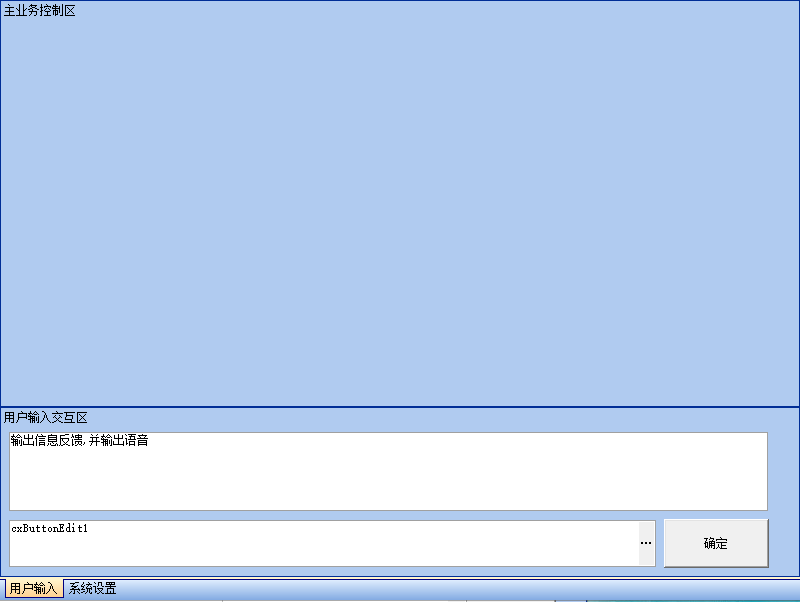 主业务控制区
用户输入交互区
输出信息反馈,并输出语音
cxButtonEdit1
...
确定
用户输入 系统设置